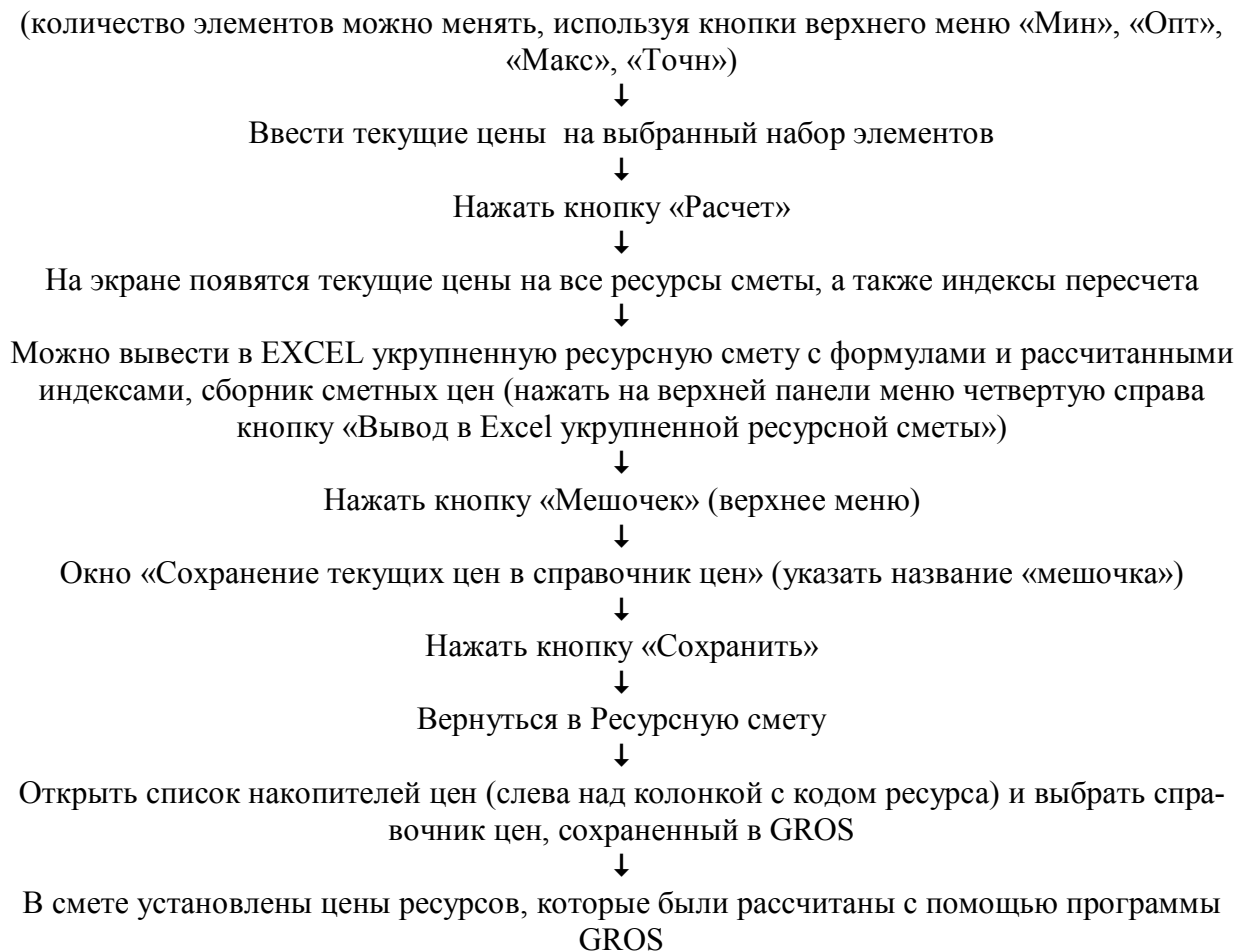 (количество элементов можно менять, используя кнопки верхнего меню «Мин», «Опт»,
«Макс», «Точн»)
↓
Ввести текущие цены на выбранный набор элементов
↓
Нажать кнопку «Расчет»
↓
На экране появятся текущие цены на все ресурсы сметы, а также индексы пересчета
↓
Можно вывести в EXCEL укрупненную ресурсную смету с формулами и рассчитанными
индексами, сборник сметных цен (нажать на верхней панели меню четвертую справа
кнопку «Вывод в Excel укрупненной ресурсной сметы»)
↓
Нажать кнопку «Мешочек» (верхнее меню)
↓
Окно «Сохранение текущих цен в справочник цен» (указать название «мешочка»)
↓
Нажать кнопку «Сохранить»
↓
Вернуться в Ресурсную смету
↓
Открыть список накопителей цен (слева над колонкой с кодом ресурса) и выбрать спра-
вочник цен, сохраненный в GROS
↓
В смете установлены цены ресурсов, которые были рассчитаны с помощью программы
GROS